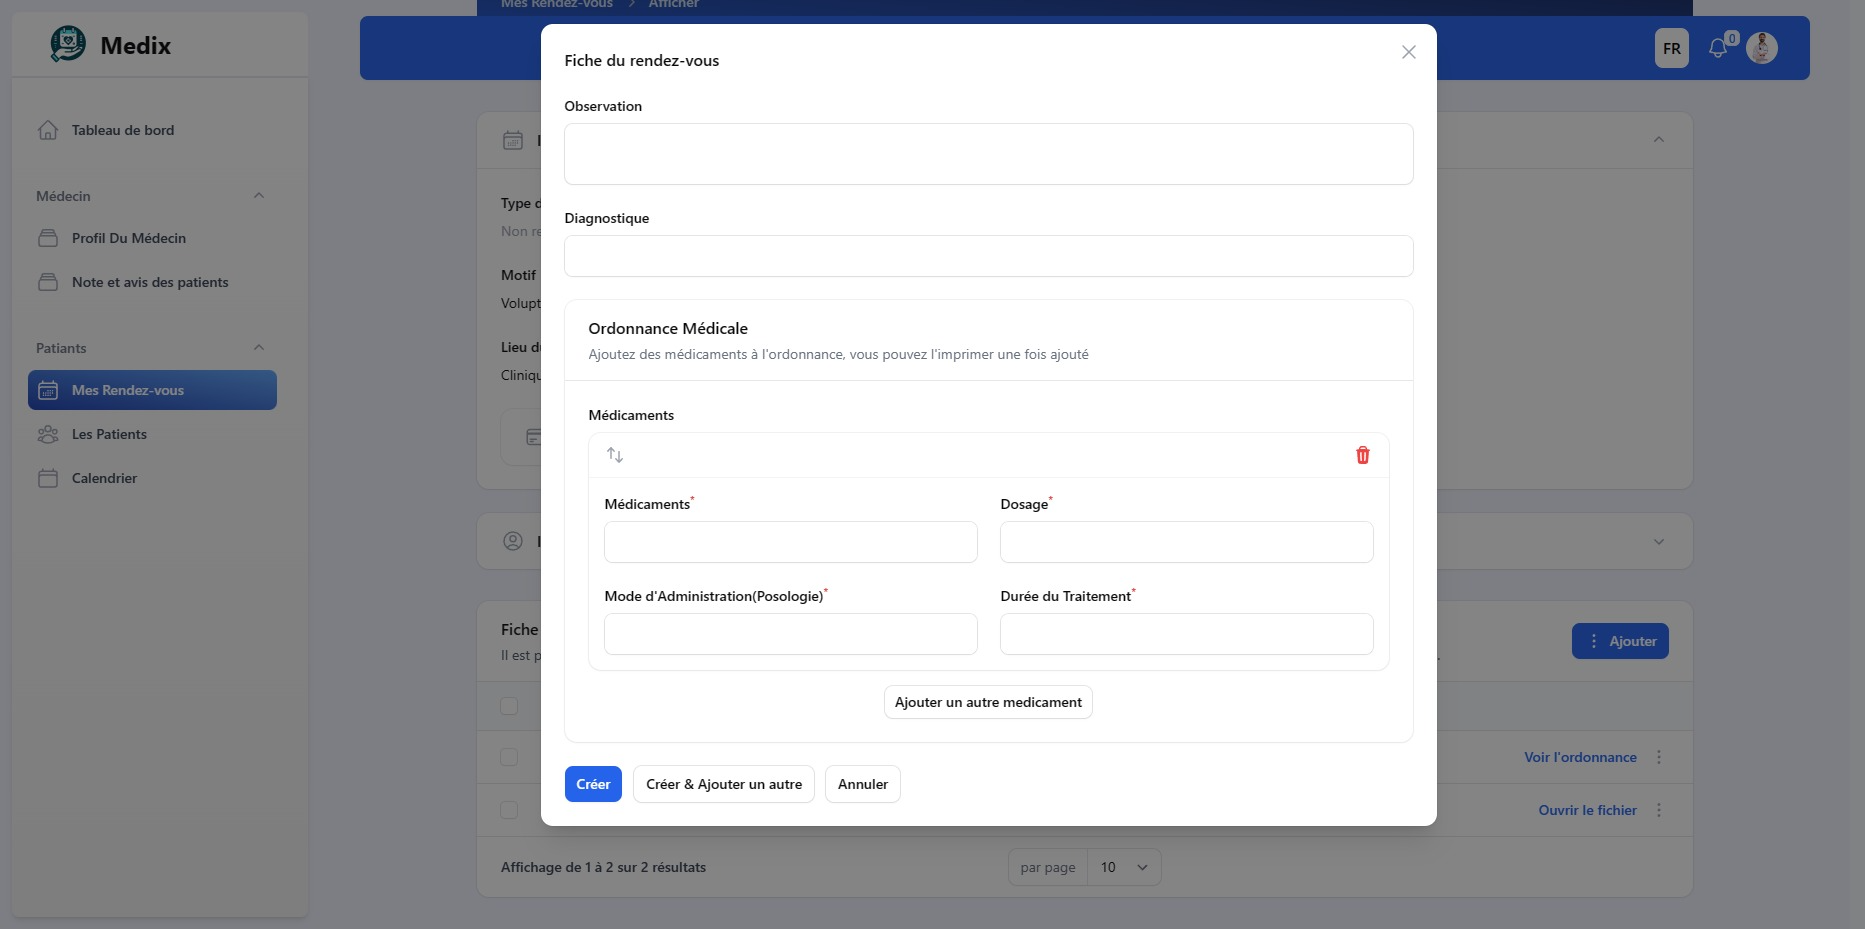 Mes Rendez-vous > Afficher
Medix
FR
0
Tableau de bord
Médecin
Profil Du Médecin
Note et avis des patients
Patiants
Mes Rendez-vous
Les Patients
Calendrier
Type d
Non re
Motif
Volupt
Lieu du
Cliniqu
Fiche
Il est p
Ajouter
Voir l'ordonnance
Ouvrir le fichier
Affichage de 1 à 2 sur 2 résultats
par page
10
Fiche du rendez-vous
Observation
Diagnostique
Ordonnance Médicale
Ajoutez des médicaments à l'ordonnance, vous pouvez l'imprimer une fois ajouté
Médicaments
Médicaments*
Dosage*
Mode d'Administration(Posologie)*
Durée du Traitement*
Ajouter un autre medicament
Créer
Créer & Ajouter un autre
Annuler